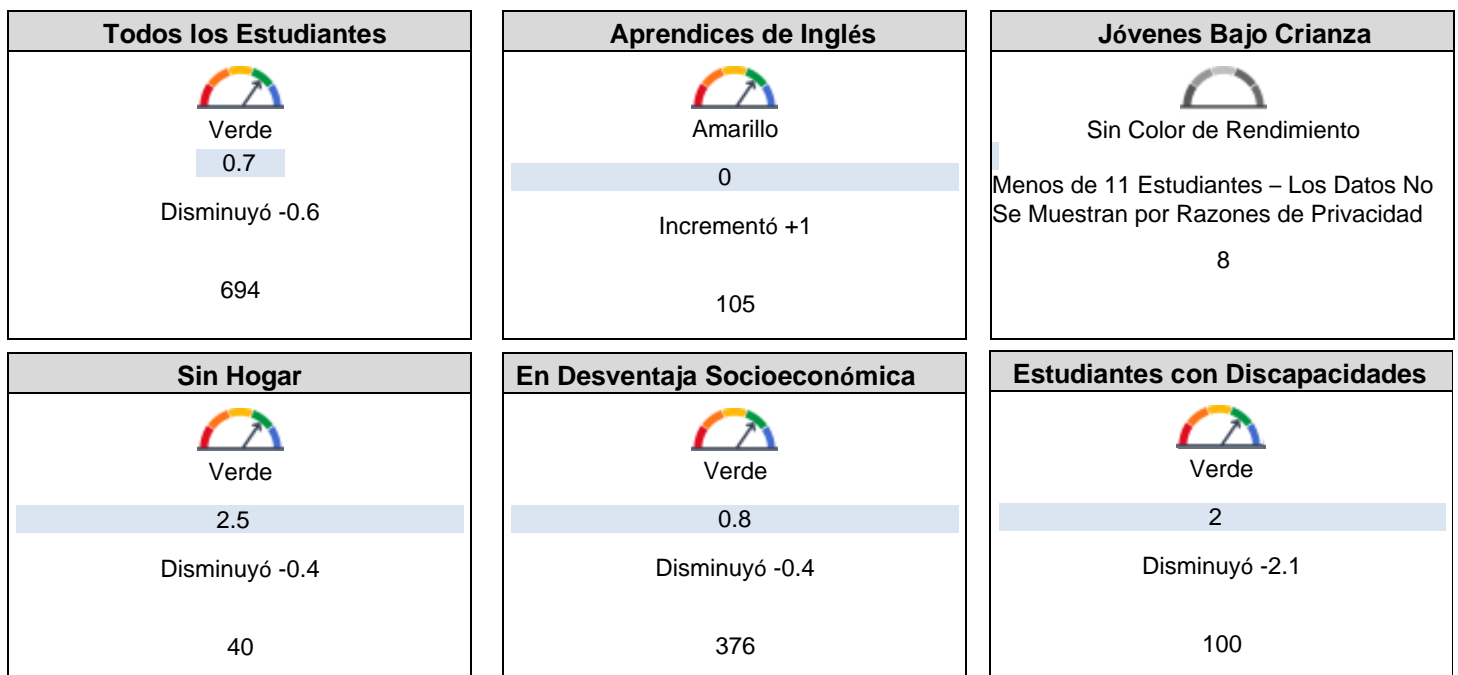 Todos los Estudiantes
Verde
0.7
Disminuyó -0.6
694
Aprendices de Inglés
Amarillo
0
Incrementó +1
105
Jóvenes Bajo Crianza
Sin Color de Rendimiento
Menos de 11 Estudiantes – Los Datos No
Se Muestran por Razones de Privacidad
8
Sin Hogar
Verde
2.5
Disminuyó -0.4
40
En Desventaja Socioeconómica
Verde
0.8
Disminuyó -0.4
376
Estudiantes con Discapacidades
Verde
2
Disminuyó -2.1
100